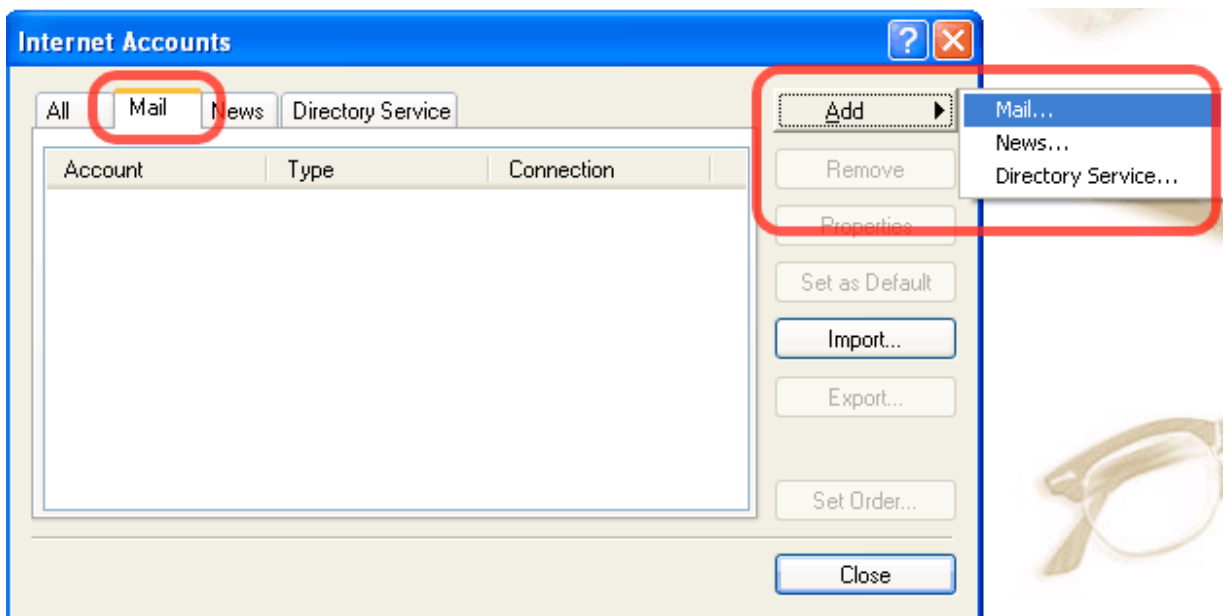 Internet Accounts
All Mail News Directory Service
Account Type Connection
Add
Remove
Properties
Set as Default
Import...
Export...
Set Order...
Close
Mail...
News...
Directory Service...